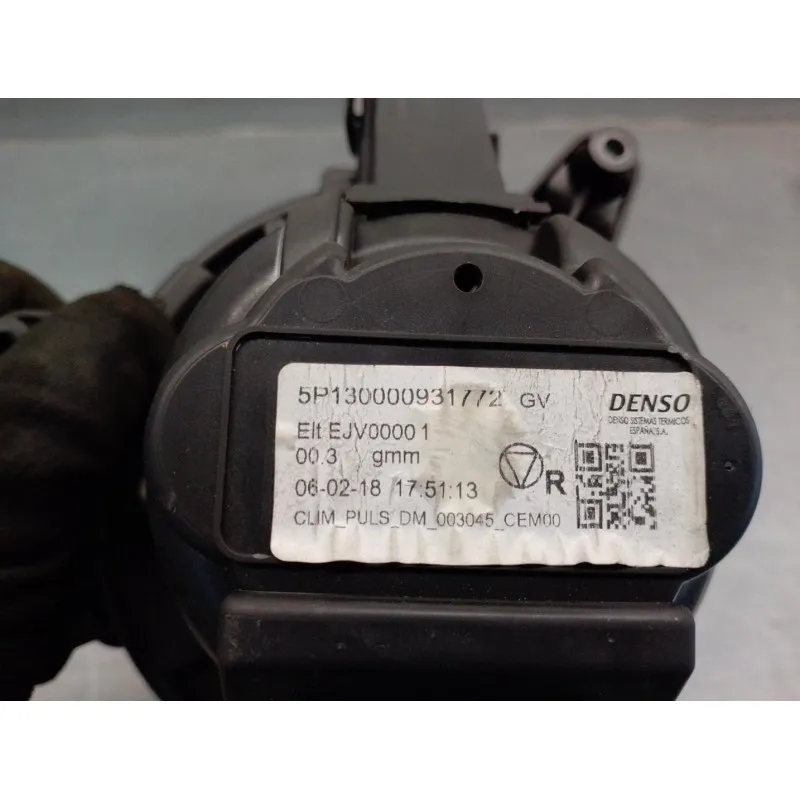 5P130000931772 GV
DENSO
DENSO SISTEMAS TERMICOS
ESPAÑA, S.A.
Elt EJV00001
00.3 gmm
R
06-02-18 17:51:13
CLIM_PULS_DM_003045_CEM00